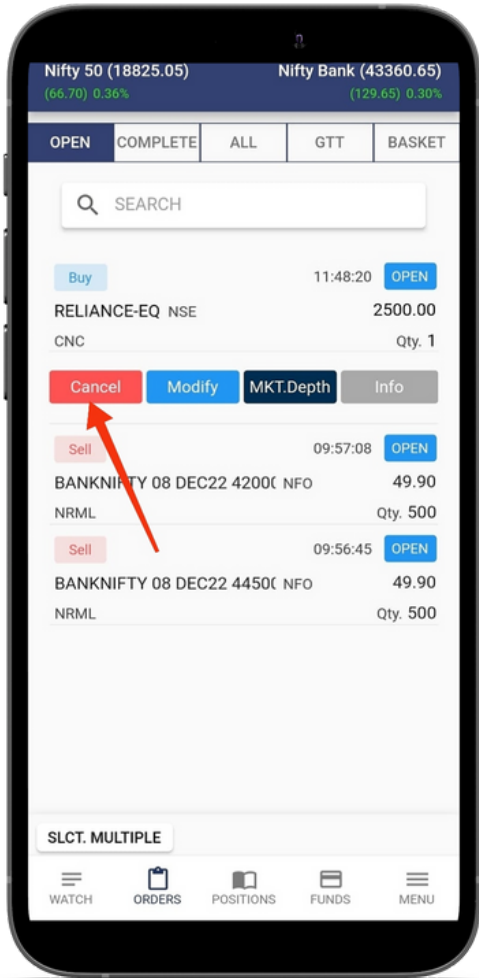 Nifty 50 (18825.05) Nifty Bank (43360.65)
(66.70) 0.36% (129.65) 0.30%
OPEN COMPLETE ALL GTT BASKET
SEARCH
Buy 11:48:20 OPEN
RELIANCE-EQ NSE 2500.00
CNC Qty. 1
Cancel Modify MKT.Depth Info
Sell 09:57:08 OPEN
BANKNIFTY 08 DEC22 42000 NFO 49.90
NRML Qty. 500
Sell 09:56:45 OPEN
BANKNIFTY 08 DEC22 44500 NFO 49.90
NRML Qty. 500
SLCT. MULTIPLE
WATCH ORDERS POSITIONS FUNDS MENU